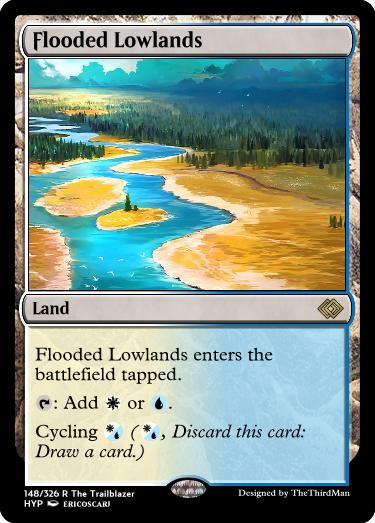 Flooded Lowlands
Land
Flooded Lowlands enters the
battlefield tapped.
: Add or .
Cycling ( , Discard this card:
Draw a card.)
148/326 R The Trailblazer
HYP ERICOSCARJ
Designed by TheThirdMan